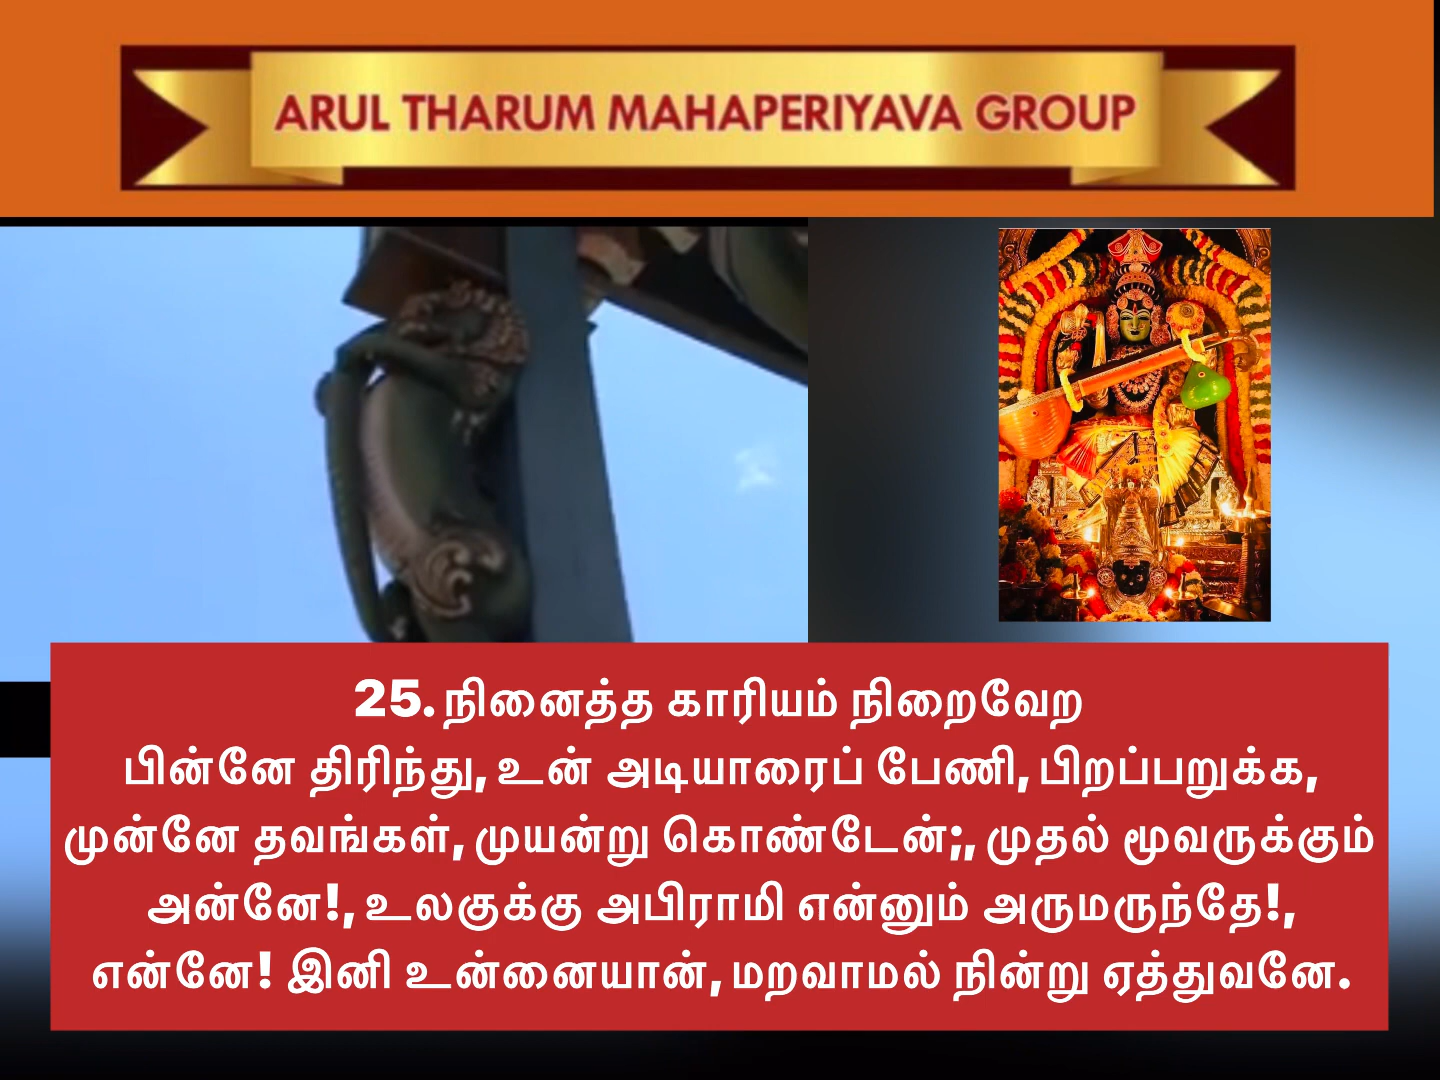 ARUL THARUM MAHAPERIYAVA GROUP
25. நினைத்த காரியம் நிறைவேற
பின்னே திரிந்து, உன் அடியாரைப் பேணி, பிறப்பறுக்க,
முன்னே தவங்கள், முயன்று கொண்டேன்;, முதல் மூவருக்கும்
அன்னே!, உலகுக்கு அபிராமி என்னும் அருமருந்தே!,
என்னே! இனி உன்னையான், மறவாமல் நின்று ஏத்துவனே.